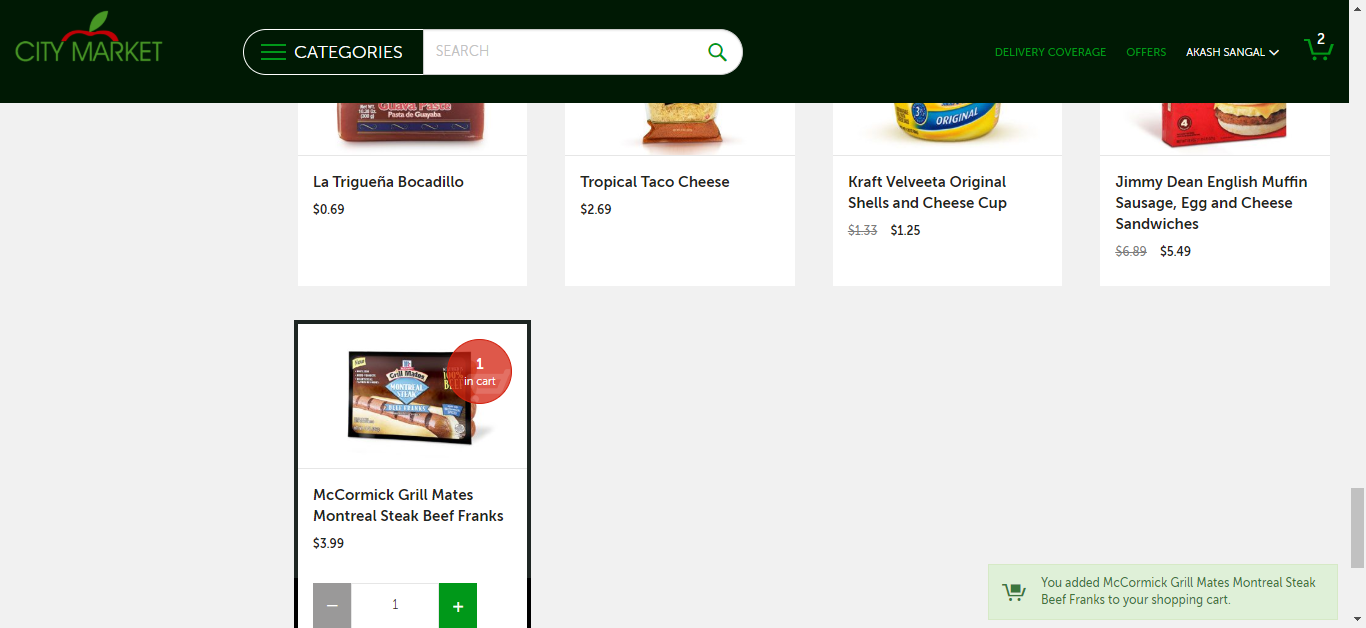 CITY MARKET
CATEGORIES
SEARCH
DELIVERY COVERAGE
OFFERS
AKASH SANGAL
2
Guava Pasta
Pasta de Guayaba
ORIGINAL
4
La Trigueña Bocadillo
$0.69
Tropical Taco Cheese
$2.69
Kraft Velveeta Original
Shells and Cheese Cup
$1.33 $1.25
Jimmy Dean English Muffin
Sausage, Egg and Cheese
Sandwiches
$6.89 $5.49
1
in cart
Grill Mates
MONTREAL
STEAK
BEEF FRANKS
100%
BEEF
McCormick Grill Mates
Montreal Steak Beef Franks
$3.99
− 1 +
You added McCormick Grill Mates Montreal Steak
Beef Franks to your shopping cart.